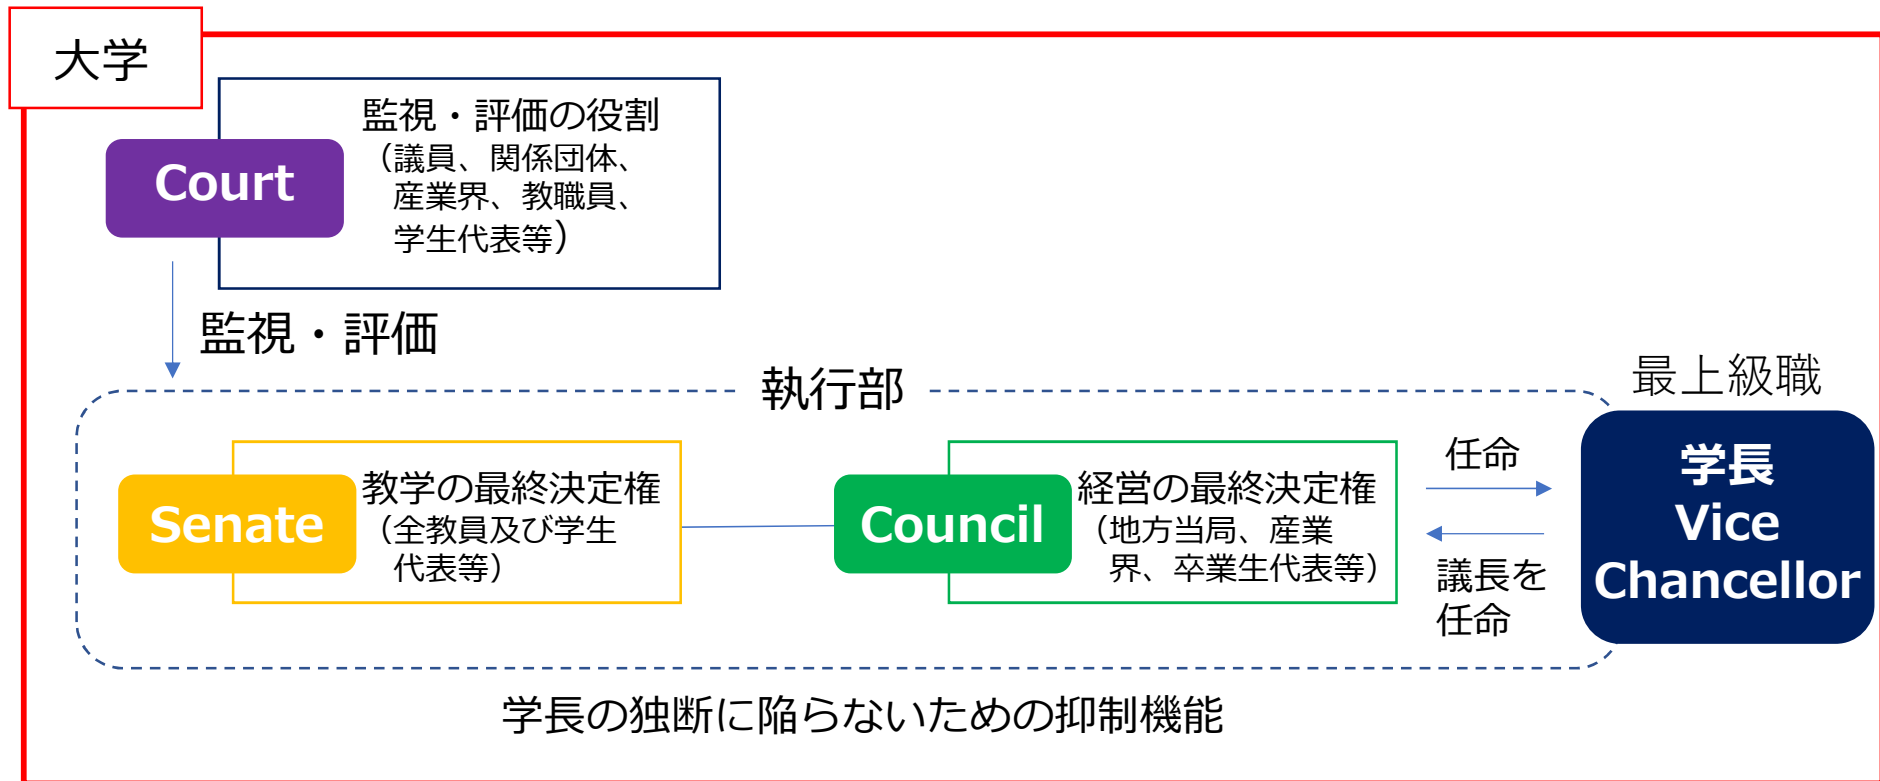 大学
監視・評価の役割
（議員、関係団体、
産業界、教職員、
学生代表等）
Court
監視・評価
執行部
最上級職
Senate
教学の最終決定権
（全教員及び学生
代表等）
Council
経営の最終決定権
（地方当局、産業
界、卒業生代表等）
任命
議長を
任命
学長
Vice
Chancellor
学長の独断に陥らないための抑制機能